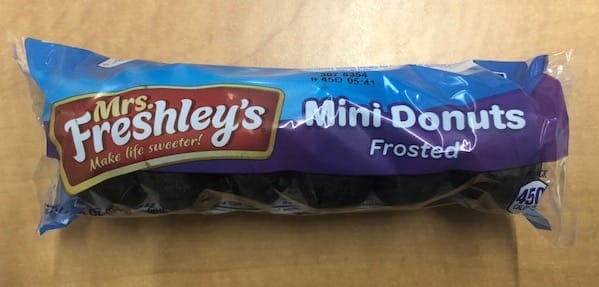 Mrs.
Freshley's
Make life sweeter!
Mini Donuts
Frosted
450